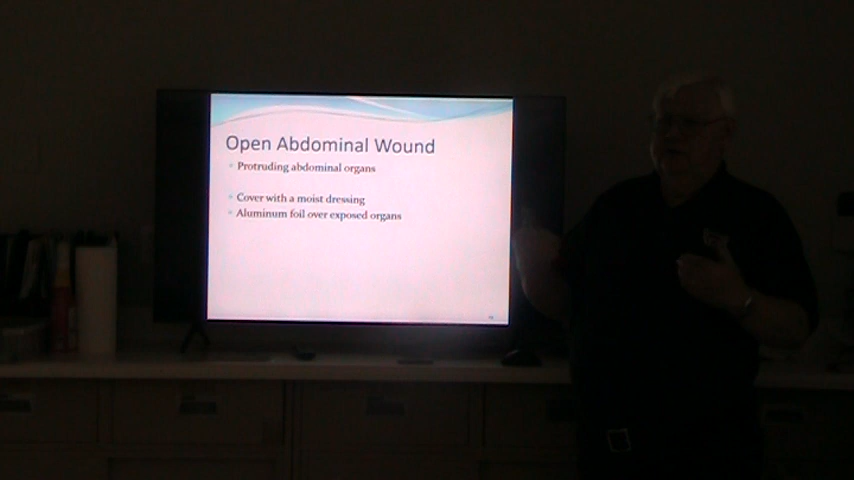 Open Abdominal Wound
Protruding abdominal organs
Cover with a moist dressing
Aluminum foil over exposed organs